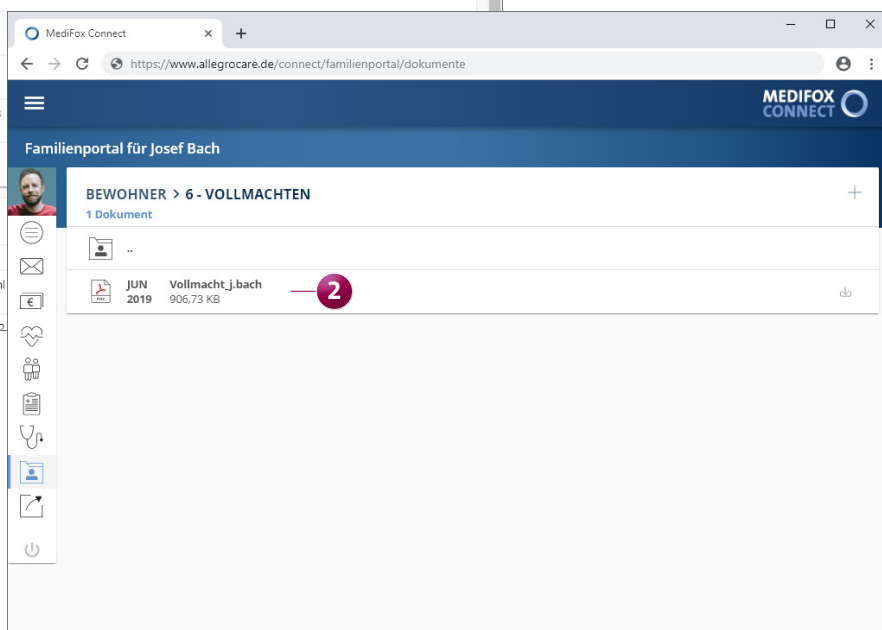 MediFox Connect
https://www.allegrocare.de/connect/familienportal/dokumente
MEDIFOX
CONNECT
Familienportal für Josef Bach
BEWOHNER > 6 - VOLLMACHTEN
1 Dokument
..
JUN Vollmacht_j.bach
2019 906,73 KB
2
PDF
€